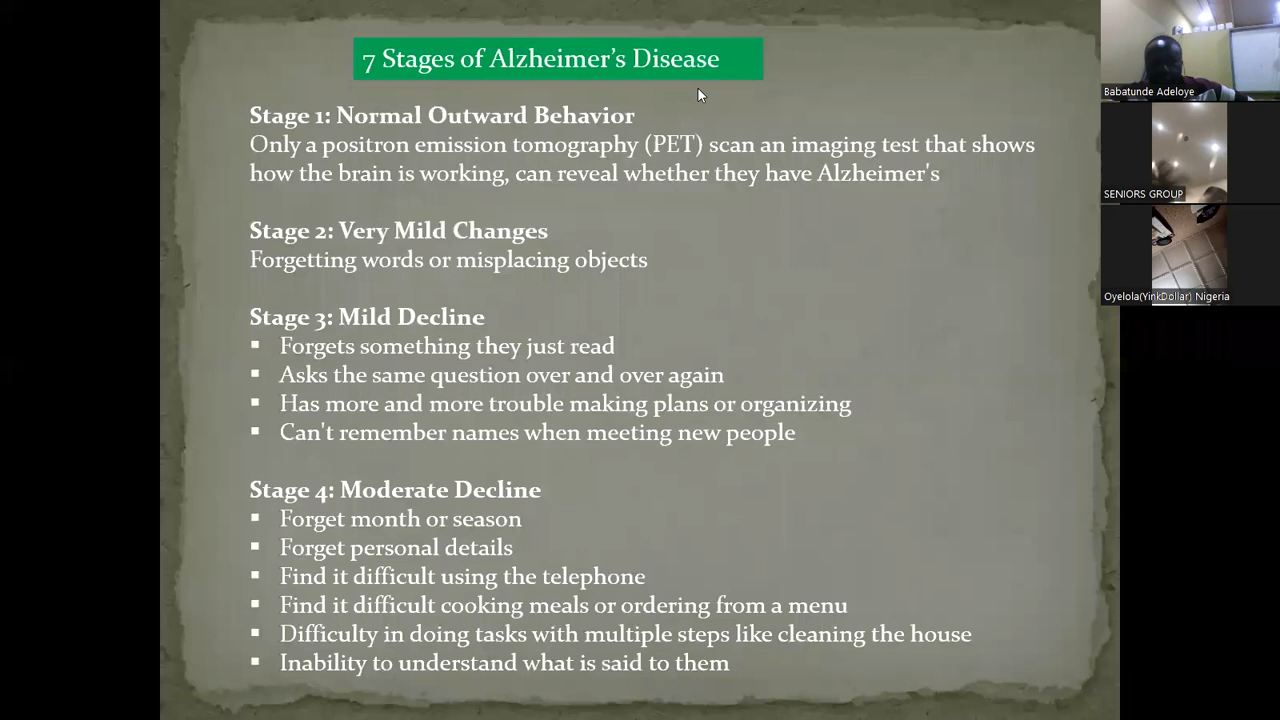 7 Stages of Alzheimer's Disease
Stage 1: Normal Outward Behavior
Only a positron emission tomography (PET) scan an imaging test that shows
how the brain is working, can reveal whether they have Alzheimer's
Stage 2: Very Mild Changes
Forgetting words or misplacing objects
Stage 3: Mild Decline
▪ Forgets something they just read
▪ Asks the same question over and over again
▪ Has more and more trouble making plans or organizing
▪ Can't remember names when meeting new people
Stage 4: Moderate Decline
▪ Forget month or season
▪ Forget personal details
▪ Find it difficult using the telephone
▪ Find it difficult cooking meals or ordering from a menu
▪ Difficulty in doing tasks with multiple steps like cleaning the house
▪ Inability to understand what is said to them
Babatunde Adeloye
SENIORS GROUP
Oyelola(YinkDollar) Nigeria